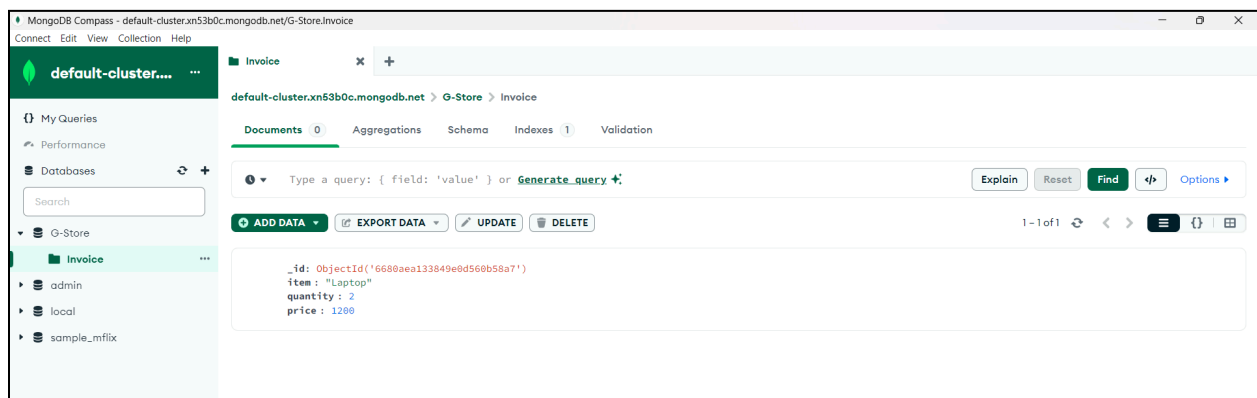 MongoDB Compass - default-cluster.xn53b0c.mongodb.net/G-Store.Invoice
Connect Edit View Collection Help
default-cluster.... ...
Invoice
default-cluster.xn53b0c.mongodb.net > G-Store > Invoice
{} My Queries
Performance
Databases
Search
G-Store
Invoice ...
admin
local
sample_mflix
Documents 0 Aggregations Schema Indexes 1 Validation
Type a query: { field: 'value' } or Generate query
Explain Reset Find </> Options
ADD DATA EXPORT DATA UPDATE DELETE
1 – 1 of 1 {}
_id: ObjectId('6680aea133849e0d560b58a7')
item : "Laptop"
quantity : 2
price : 1200